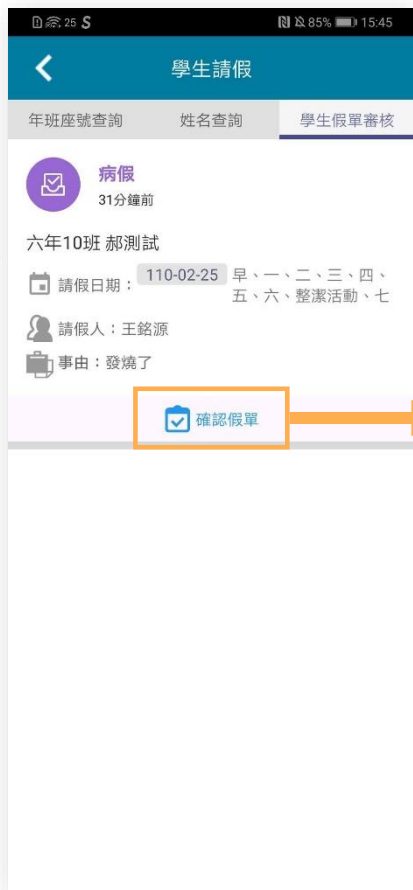 25 S 85% 15:45
學生請假
年班座號查詢 姓名查詢 學生假單審核
病假
31分鐘前
六年10班 郝測試
請假日期： 110-02-25 早、一、二、三、四、
五、六、整潔活動、七
請假人：王銘源
事由：發燒了
確認假單